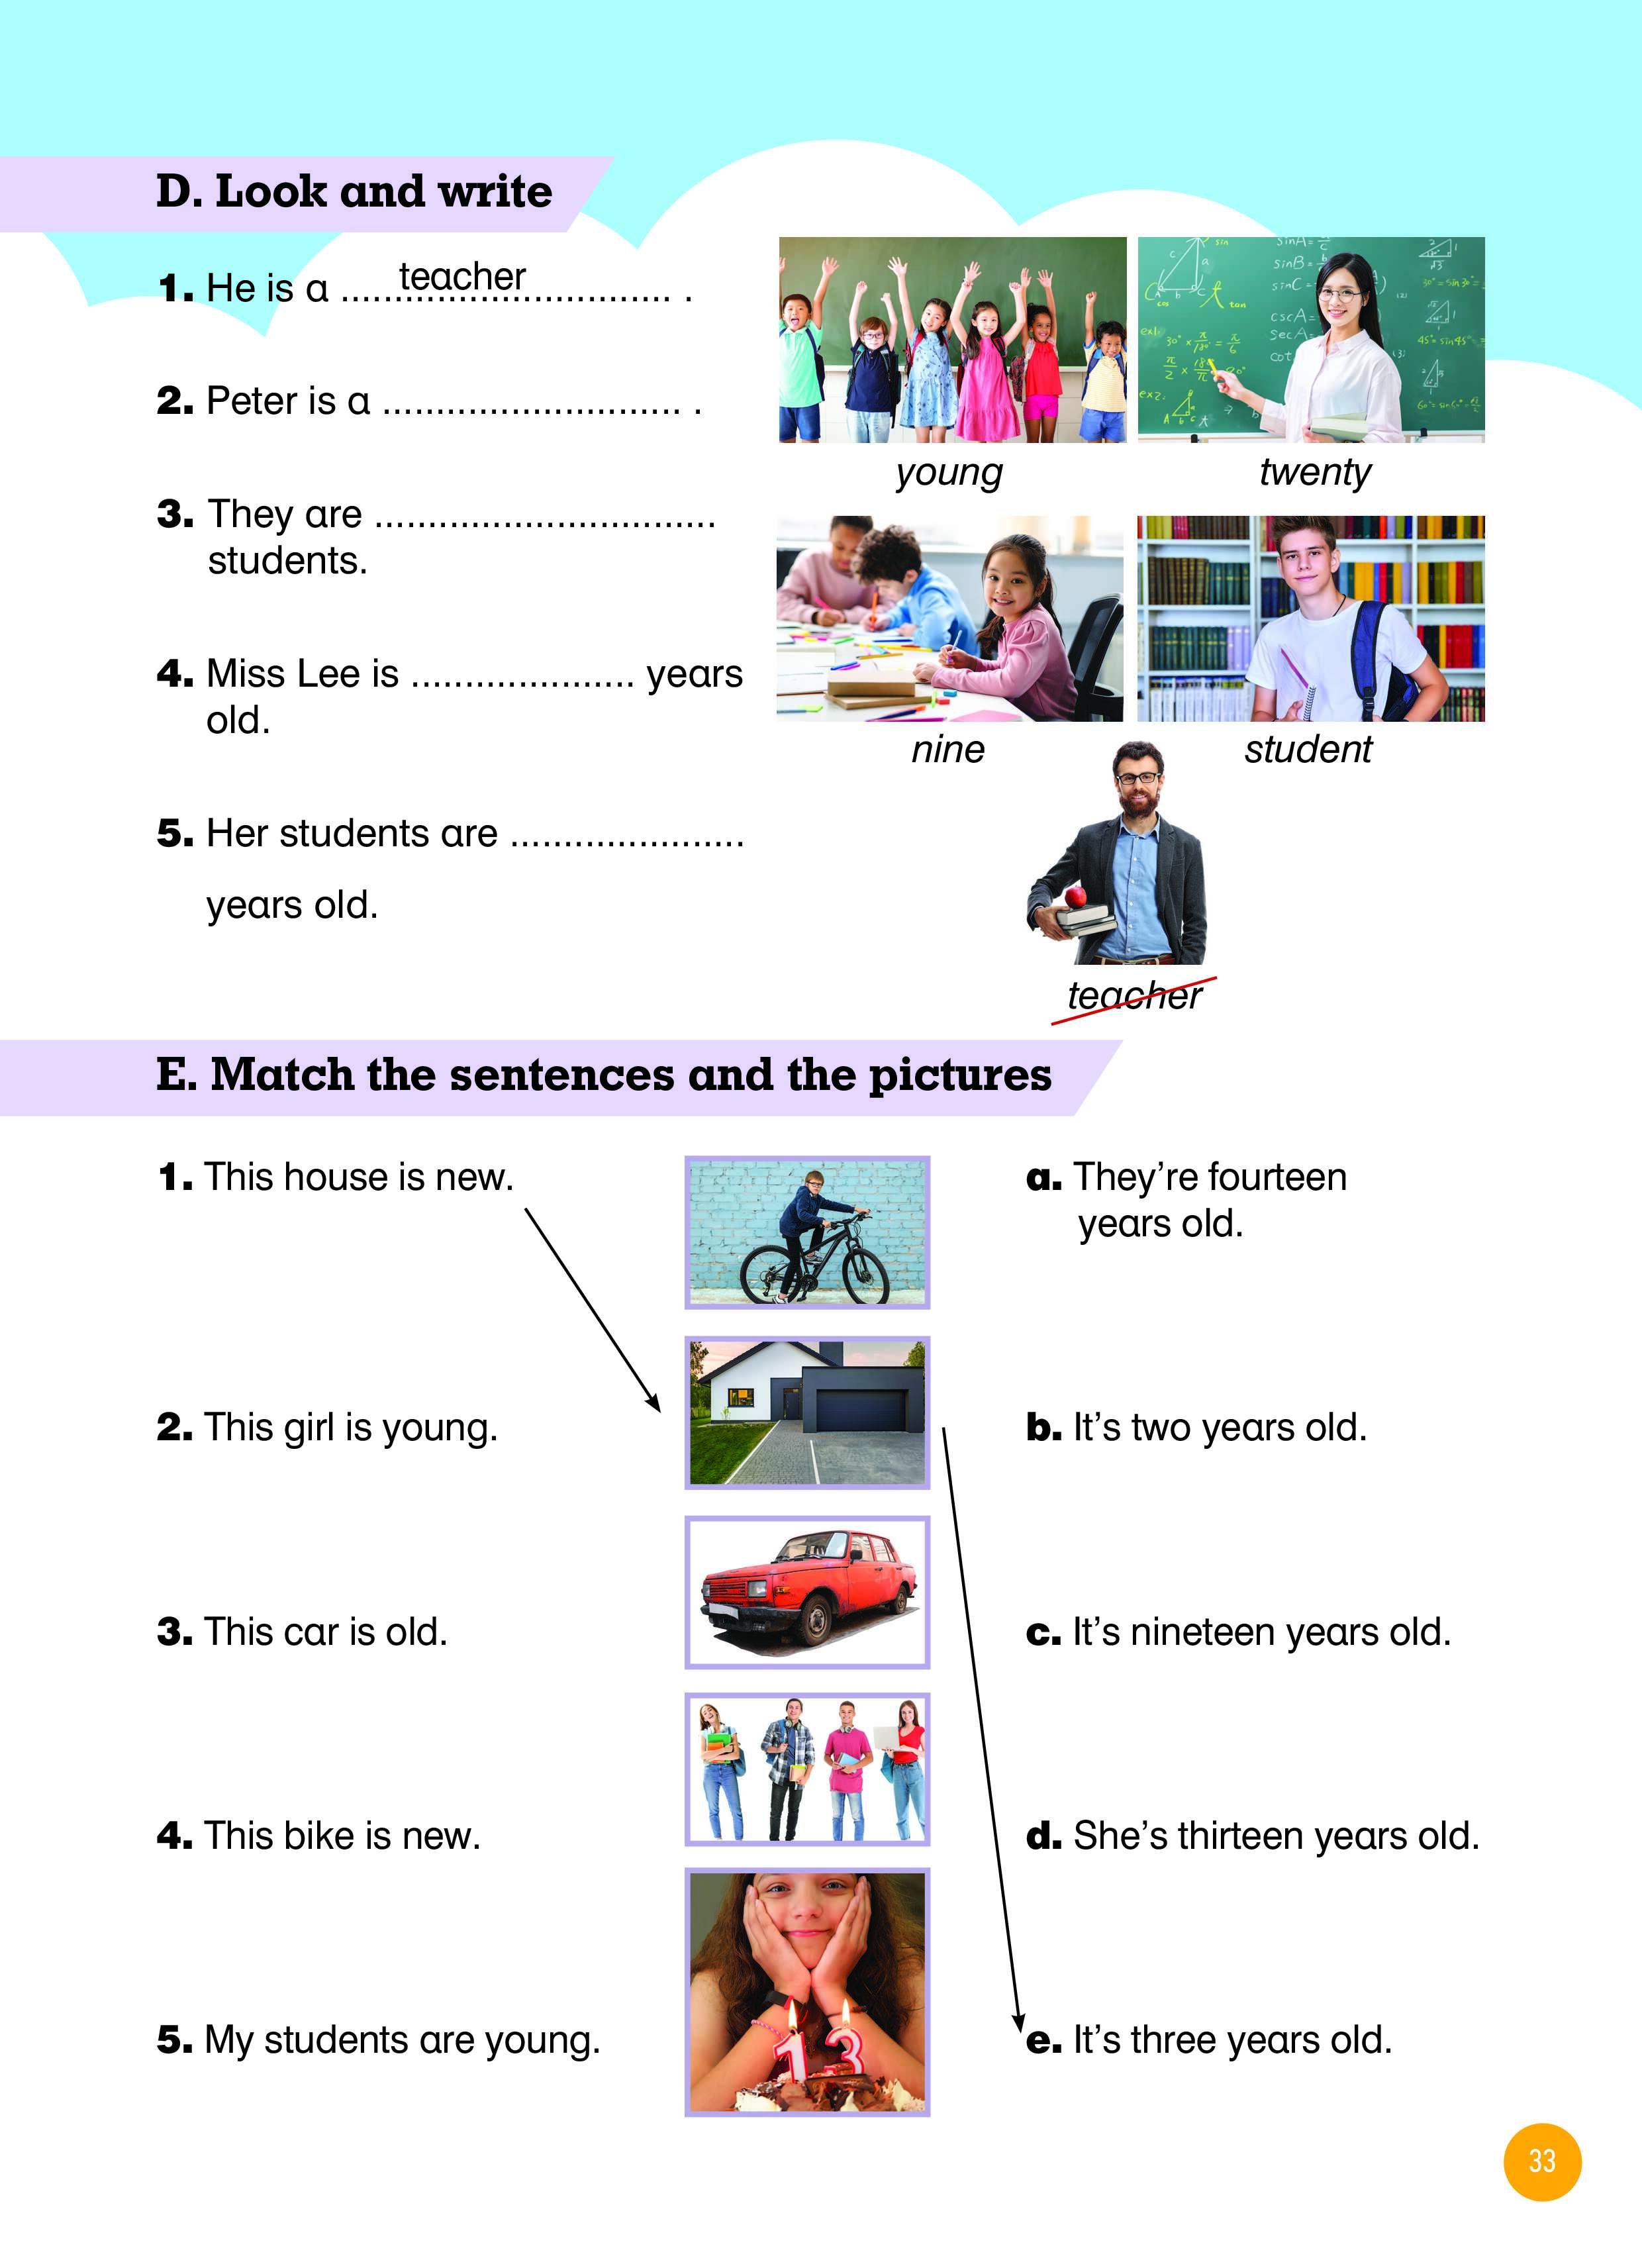 D. Look and write
1. He is a teacher ............................... .
2. Peter is a ............................ .
3. They are ................................
students.
4. Miss Lee is ..................... years
old.
5. Her students are ......................
years old.
young
twenty
nine
student
teacher
E. Match the sentences and the pictures
1. This house is new.
a. They're fourteen
years old.
2. This girl is young.
b. It's two years old.
3. This car is old.
c. It's nineteen years old.
4. This bike is new.
d. She's thirteen years old.
5. My students are young.
e. It's three years old.
13
33